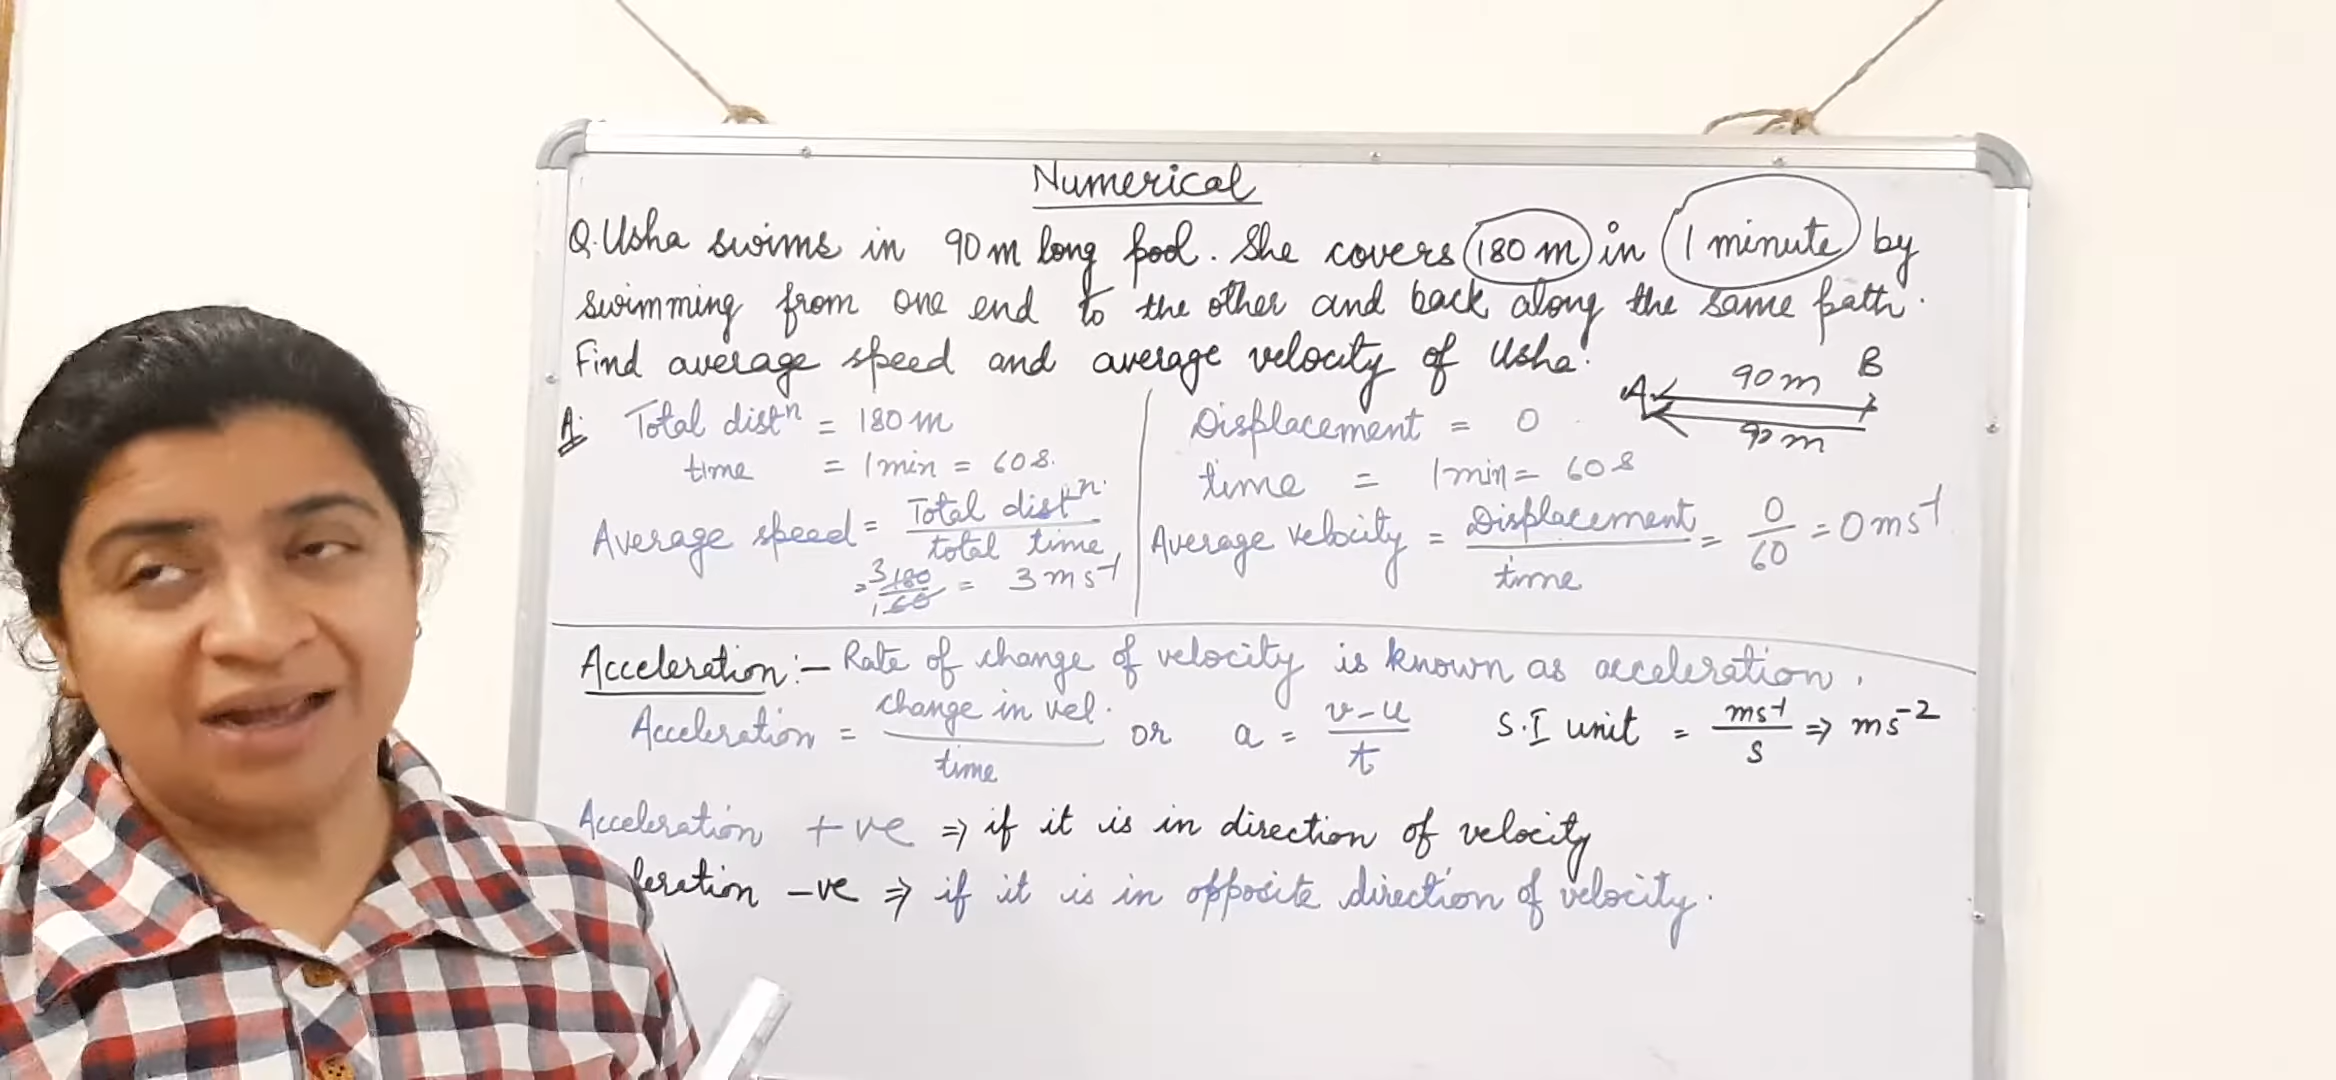 Numerical
Q. Usha swims in 90 m long pool. She covers 180 m in 1 minute by
swimming from one end to the other and back along the same path.
Find average speed and average velocity of Usha.
A 90 m B
90 m
A: Total distⁿ = 180 m
time = 1 min = 60 s.
Average speed = Total distⁿ. / total time
= 180/60 = 3 ms⁻¹
3
1
Displacement = 0
time = 1 min = 60 s
Average velocity = Displacement / time = 0/60 = 0 ms⁻¹
Acceleration :– Rate of change of velocity is known as acceleration.
Acceleration = change in vel. / time or a = v-u / t S.I unit = ms⁻¹ / s ⇒ ms⁻²
Acceleration +ve ⇒ if it is in direction of velocity
leration -ve ⇒ if it is in opposite direction of velocity.